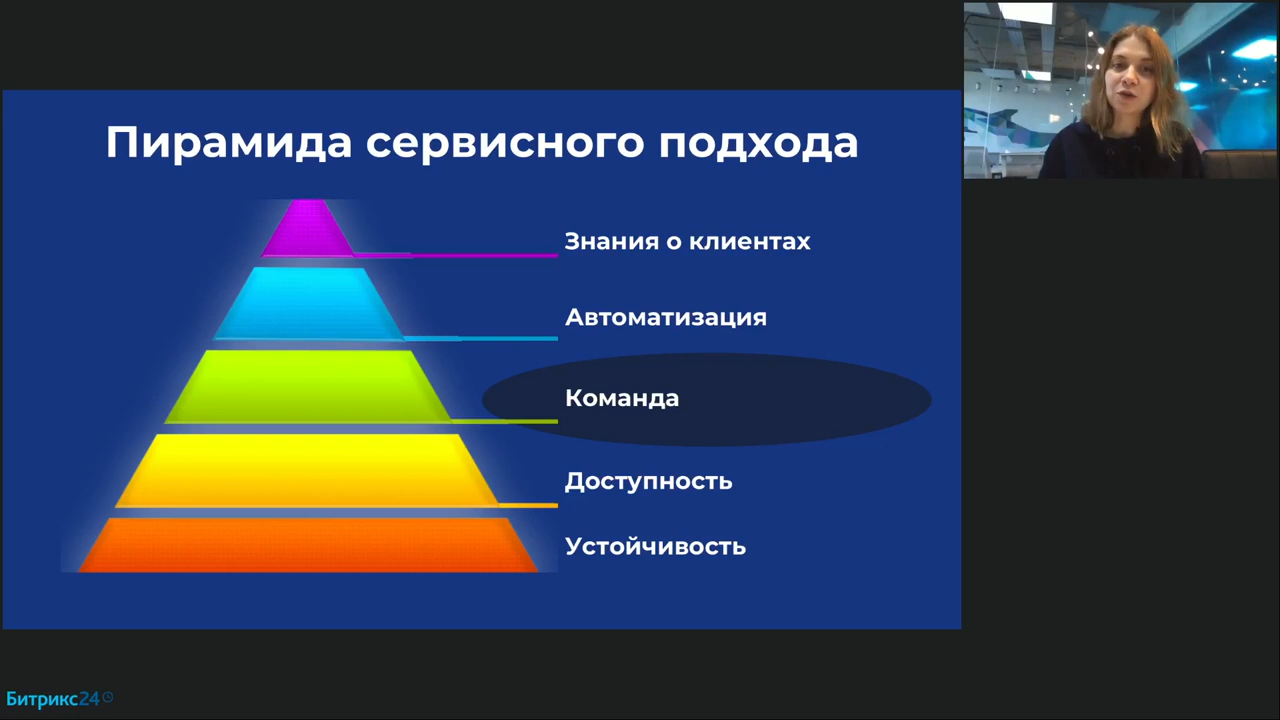 Пирамида сервисного подхода
Знания о клиентах
Автоматизация
Команда
Доступность
Устойчивость
Битрикс24